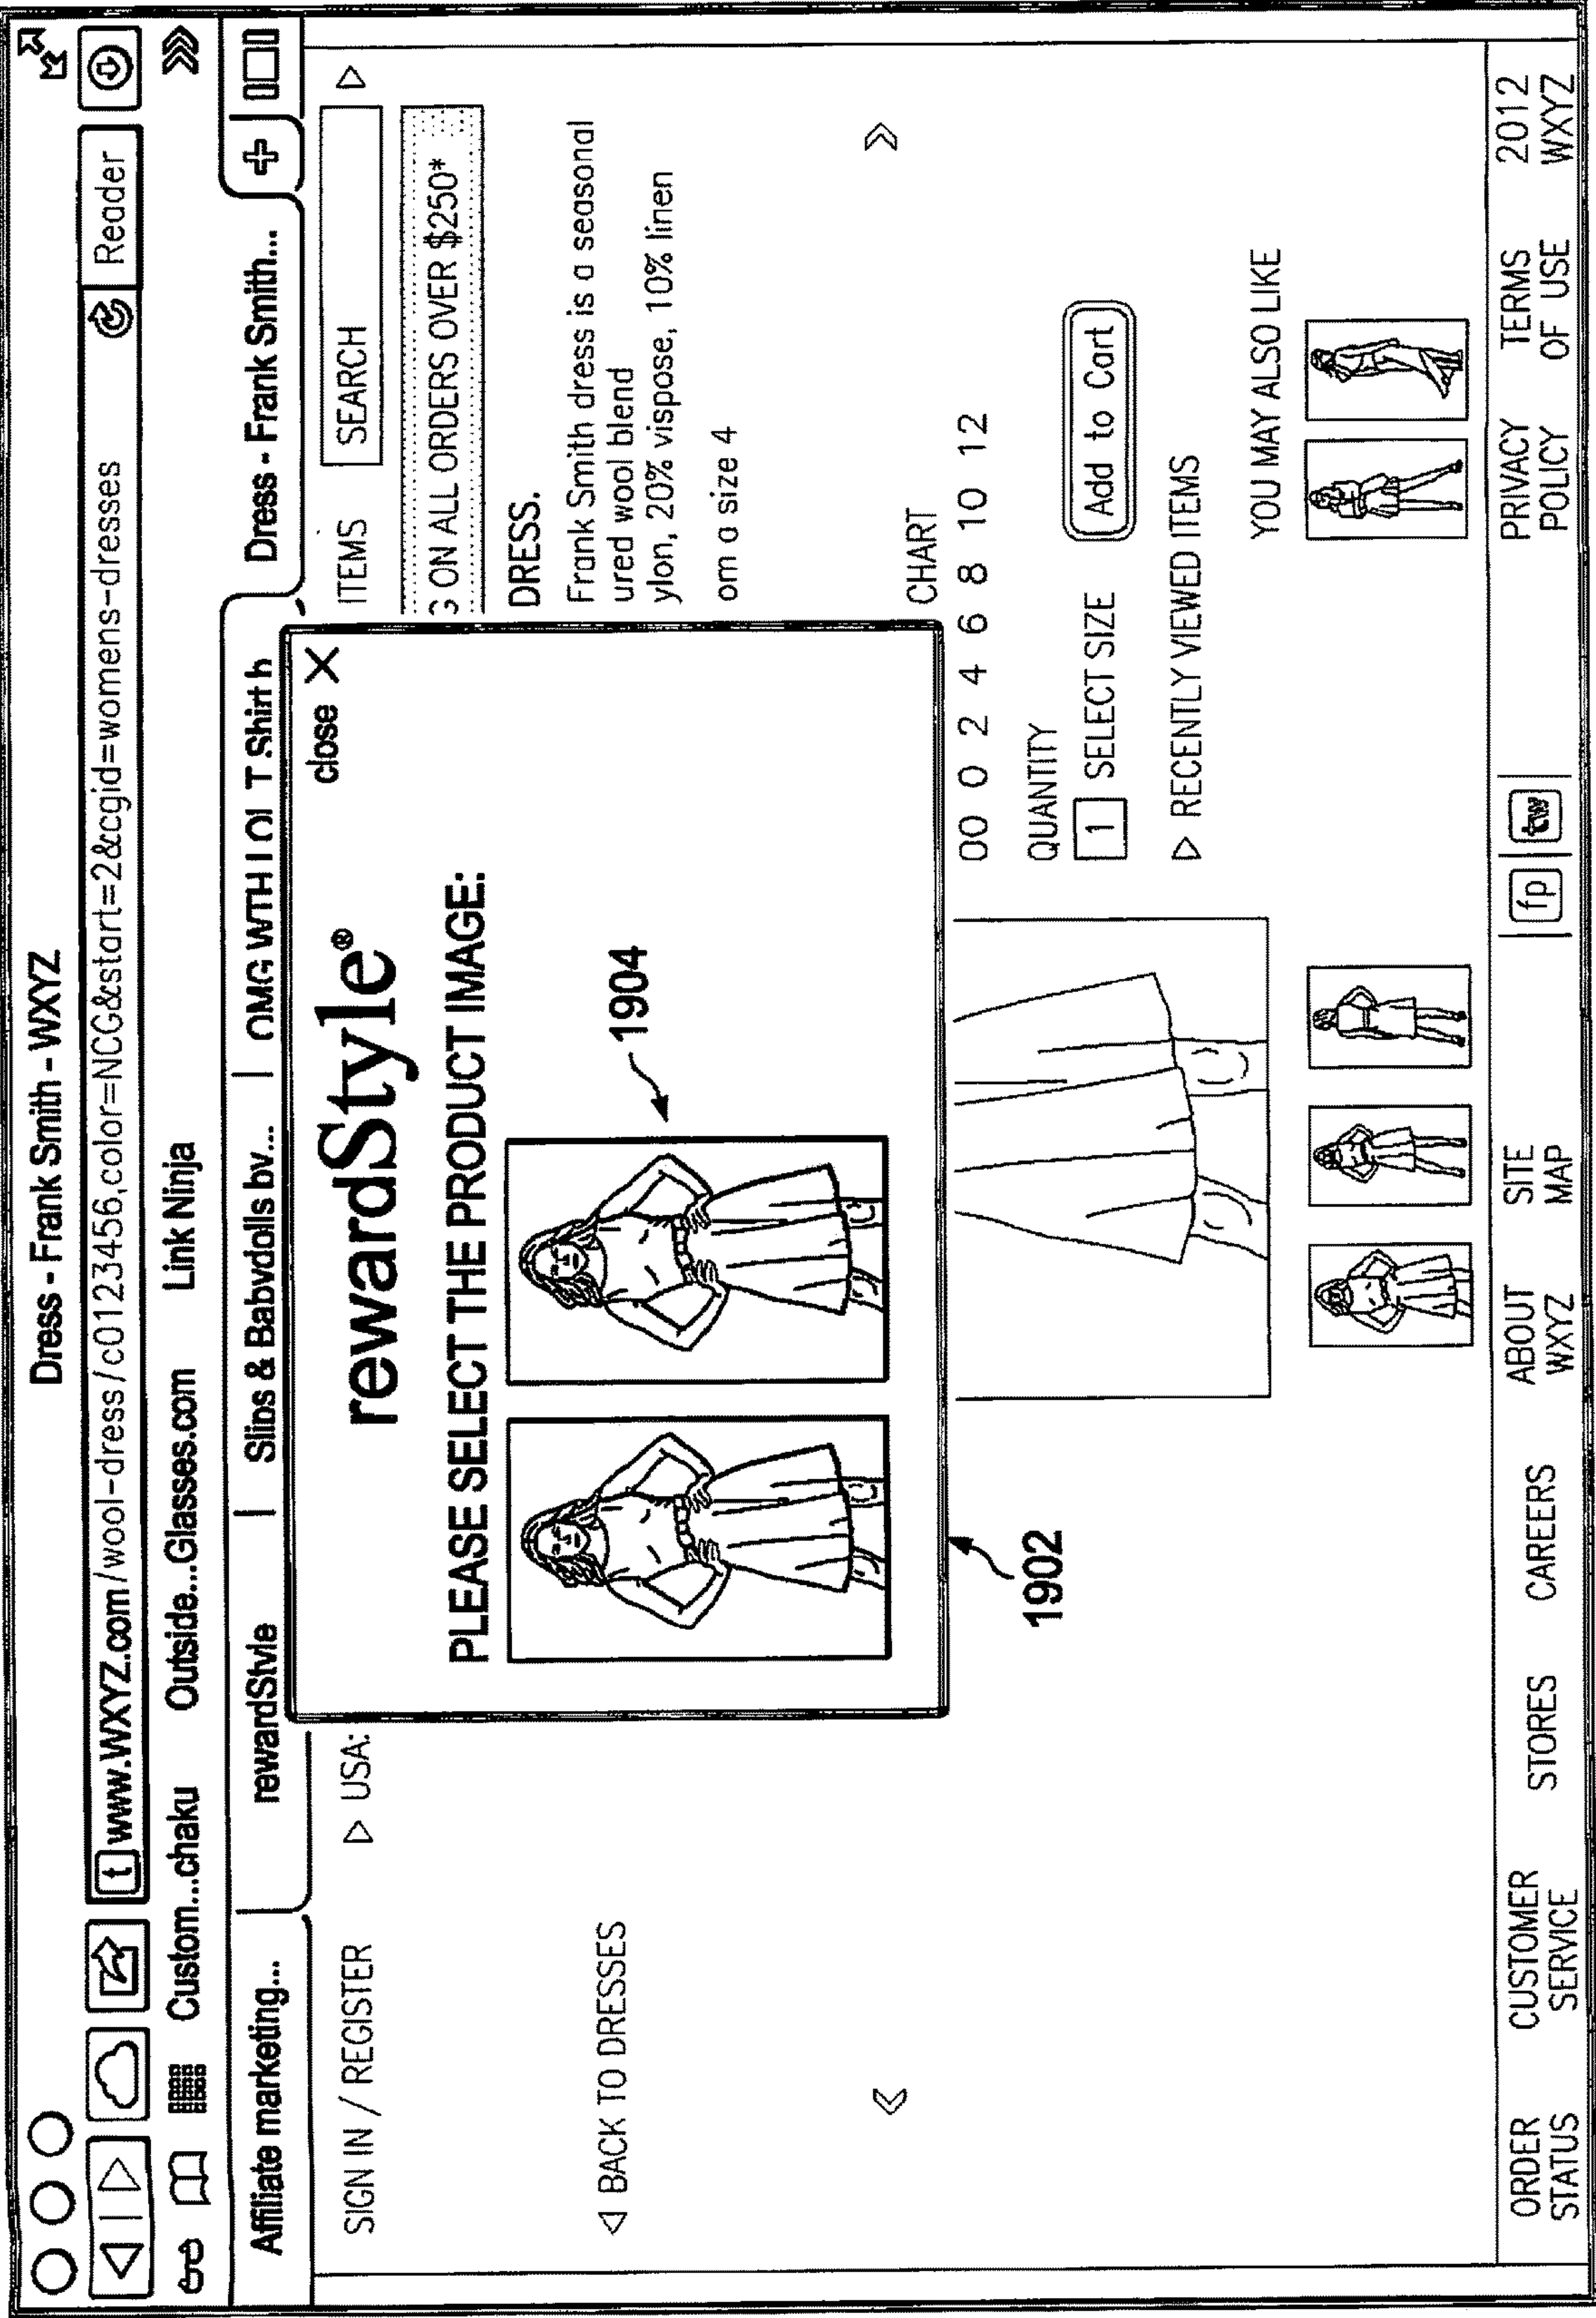 Dress - Frank Smith - WXYZ
t www.WXYZ.com/wool-dress/c0123456,color=NCG&start=2&cgid=womens-dresses
Reader
Custom...chaku Outside...Glasses.com Link Ninja
Affiliate marketing... rewardStyle Slips & Babydolls by... OMG WTH Dress - Frank Smith...
SIGN IN / REGISTER USA: ITEMS SEARCH
ON ALL ORDERS OVER $250*
close X
rewardStyle®
PLEASE SELECT THE PRODUCT IMAGE:
1904
1902
BACK TO DRESSES
DRESS.
Frank Smith dress is a seasonal
ured wool blend
ylon, 20% vispose, 10% linen
om a size 4
CHART
00 0 2 4 6 8 10 12
QUANTITY
1 SELECT SIZE Add to Cart
RECENTLY VIEWED ITEMS
YOU MAY ALSO LIKE
ORDER STATUS
CUSTOMER SERVICE
STORES
CAREERS
ABOUT WXYZ
SITE MAP
fp tw
PRIVACY POLICY
TERMS OF USE
2012 WXYZ